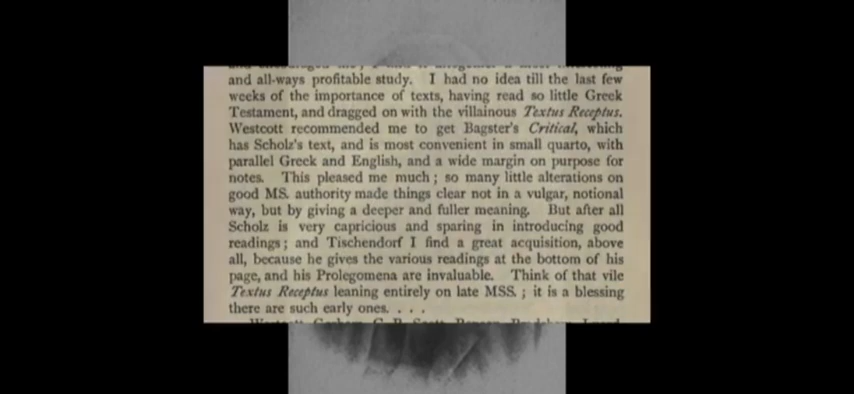 and all-ways profitable study. I had no idea till the last few
weeks of the importance of texts, having read so little Greek
Testament, and dragged on with the villainous Textus Receptus.
Westcott recommended me to get Bagster's Critical, which
has Scholz's text, and is most convenient in small quarto, with
parallel Greek and English, and a wide margin on purpose for
notes. This pleased me much; so many little alterations on
good MS. authority made things clear not in a vulgar, notional
way, but by giving a deeper and fuller meaning. But after all
Scholz is very capricious and sparing in introducing good
readings; and Tischendorf I find a great acquisition, above
all, because he gives the various readings at the bottom of his
page, and his Prolegomena are invaluable. Think of that vile
Textus Receptus leaning entirely on late MSS.; it is a blessing
there are such early ones. . . .